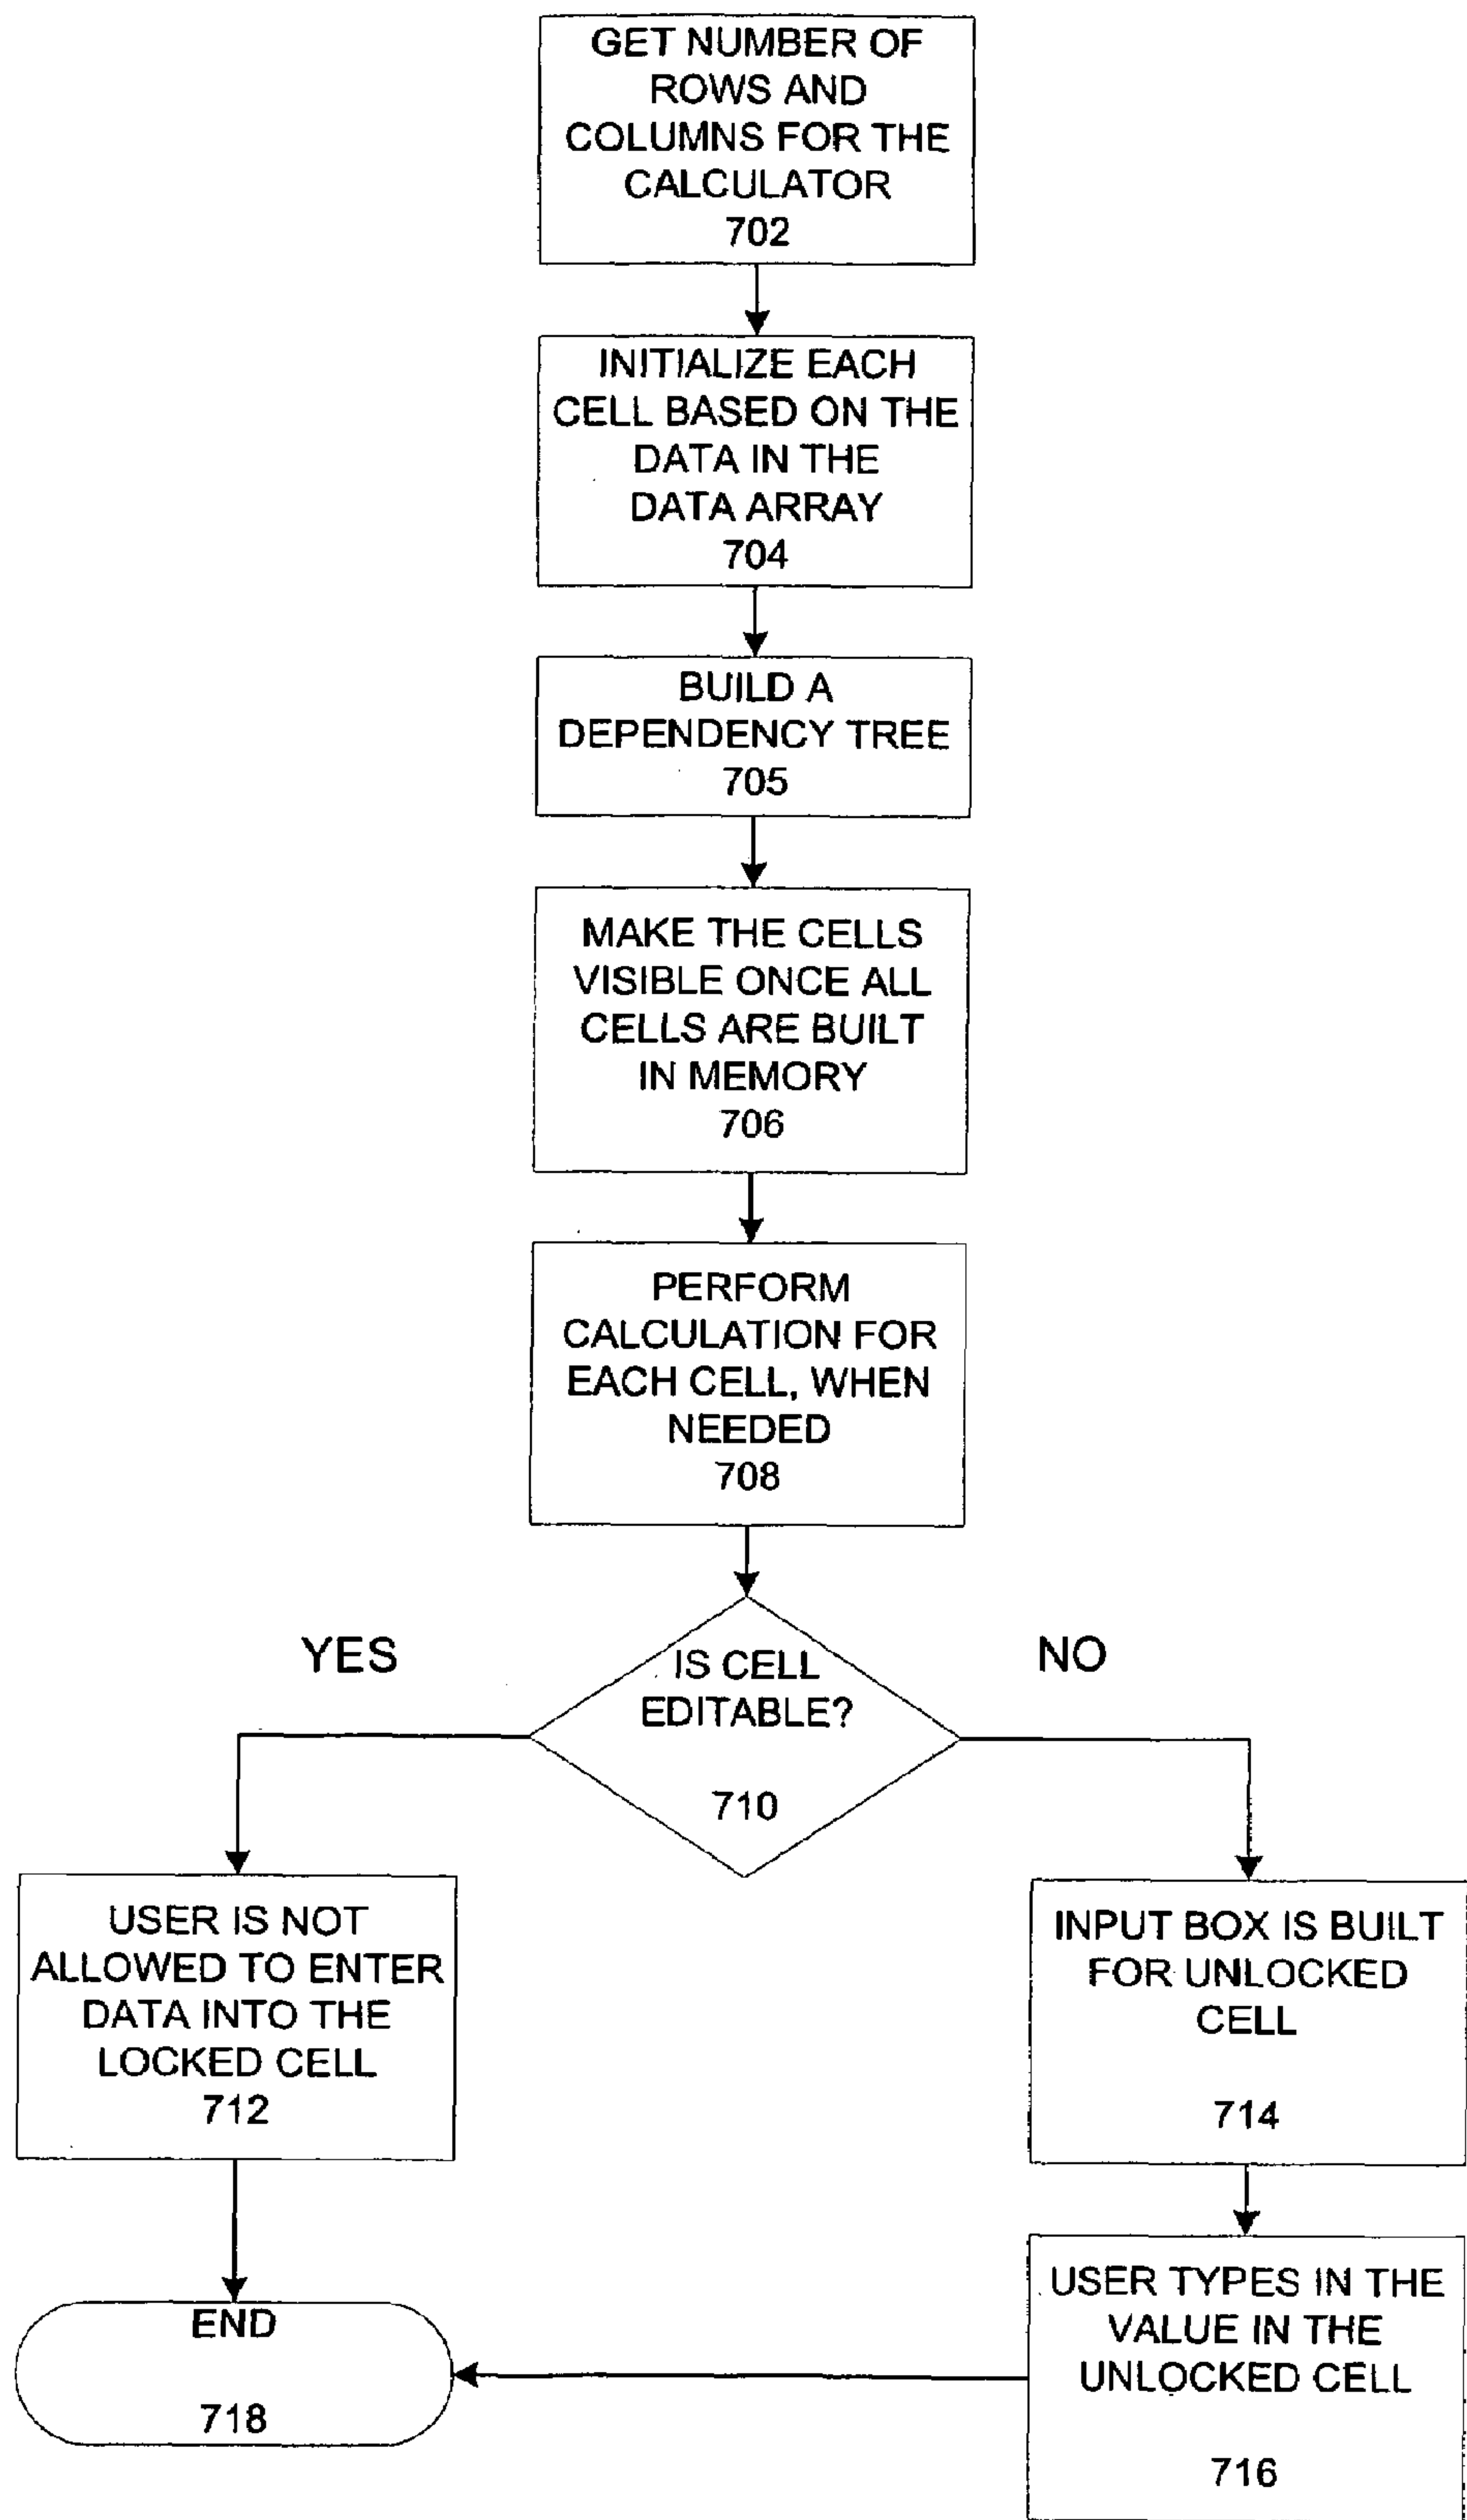 GET NUMBER OF
ROWS AND
COLUMNS FOR THE
CALCULATOR
702
INITIALIZE EACH
CELL BASED ON THE
DATA IN THE
DATA ARRAY
704
BUILD A
DEPENDENCY TREE
705
MAKE THE CELLS
VISIBLE ONCE ALL
CELLS ARE BUILT
IN MEMORY
706
PERFORM
CALCULATION FOR
EACH CELL, WHEN
NEEDED
708
YES
IS CELL
EDITABLE?
710
NO
USER IS NOT
ALLOWED TO ENTER
DATA INTO THE
LOCKED CELL
712
INPUT BOX IS BUILT
FOR UNLOCKED
CELL
714
END
718
USER TYPES IN THE
VALUE IN THE
UNLOCKED CELL
716